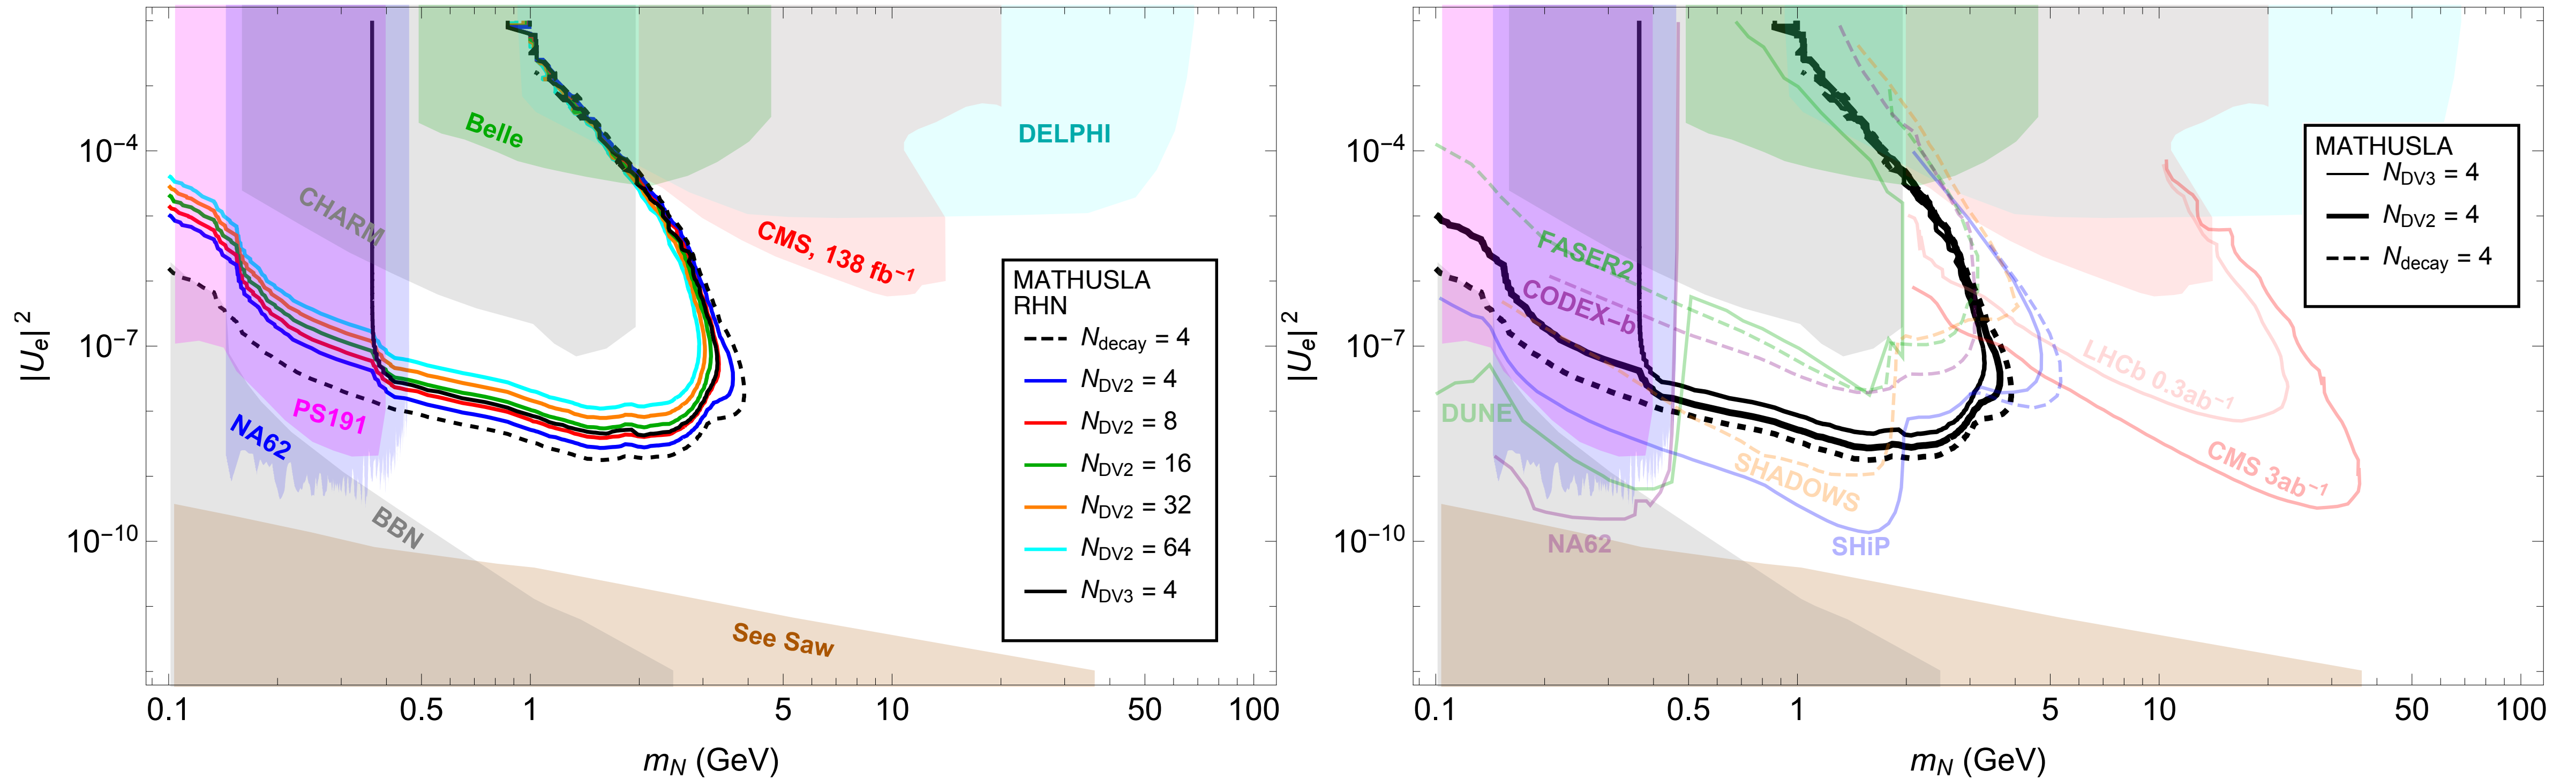 10⁻⁴
10⁻⁷
10⁻¹⁰
|Uₑ|²
0.1 0.5 1 5 10 50 100
m_N (GeV)
Belle
DELPHI
CHARM
CMS, 138 fb⁻¹
PS191
NA62
BBN
See Saw
MATHUSLA
RHN
N_decay = 4
N_DV2 = 4
N_DV2 = 8
N_DV2 = 16
N_DV2 = 32
N_DV2 = 64
N_DV3 = 4
10⁻⁴
10⁻⁷
10⁻¹⁰
|Uₑ|²
0.1 0.5 1 5 10 50 100
m_N (GeV)
MATHUSLA
N_DV3 = 4
N_DV2 = 4
N_decay = 4
FASER2
CODEX−b
DUNE
LHCb 0.3ab⁻¹
CMS 3ab⁻¹
SHADOWS
NA62
SHiP